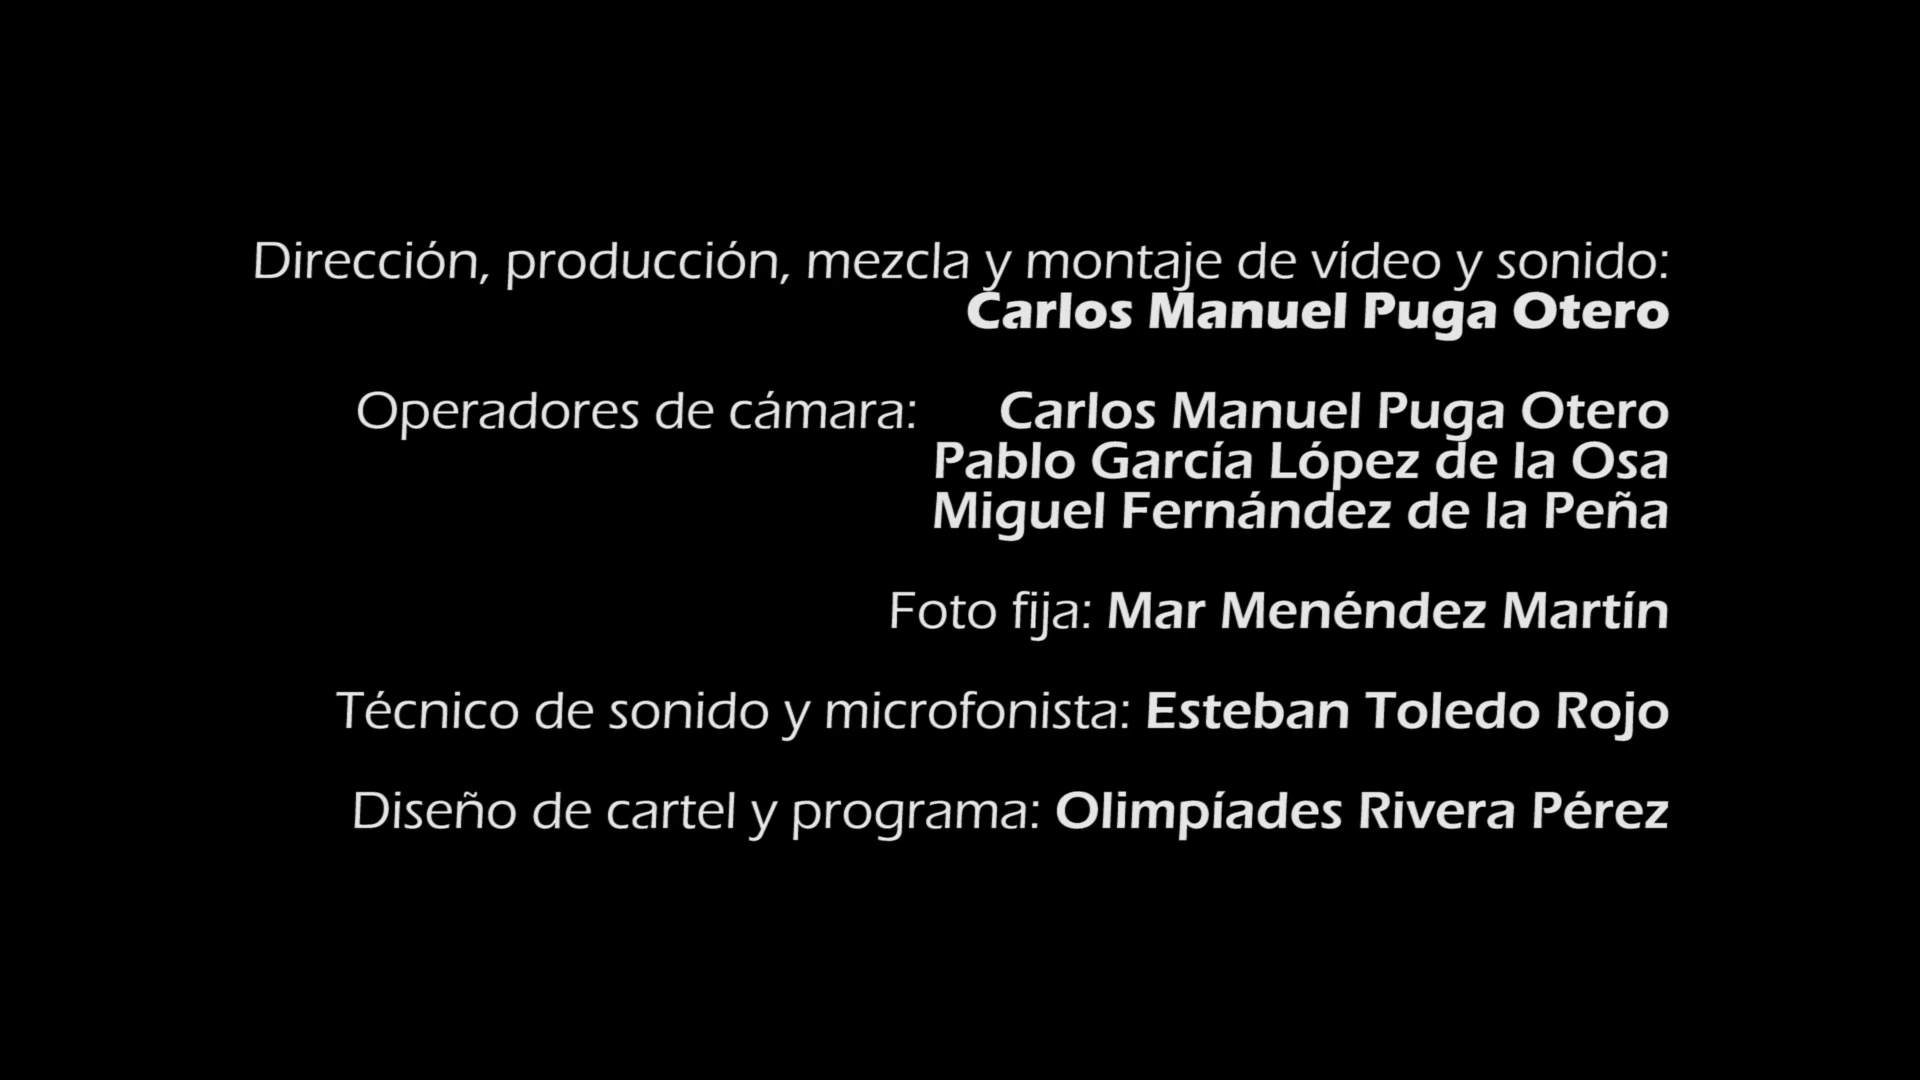 Dirección, producción, mezcla y montaje de vídeo y sonido:
Carlos Manuel Puga Otero
Operadores de cámara: Carlos Manuel Puga Otero
Pablo García López de la Osa
Miguel Fernández de la Peña
Foto fija: Mar Menéndez Martín
Técnico de sonido y microfonista: Esteban Toledo Rojo
Diseño de cartel y programa: Olimpíades Rivera Pérez